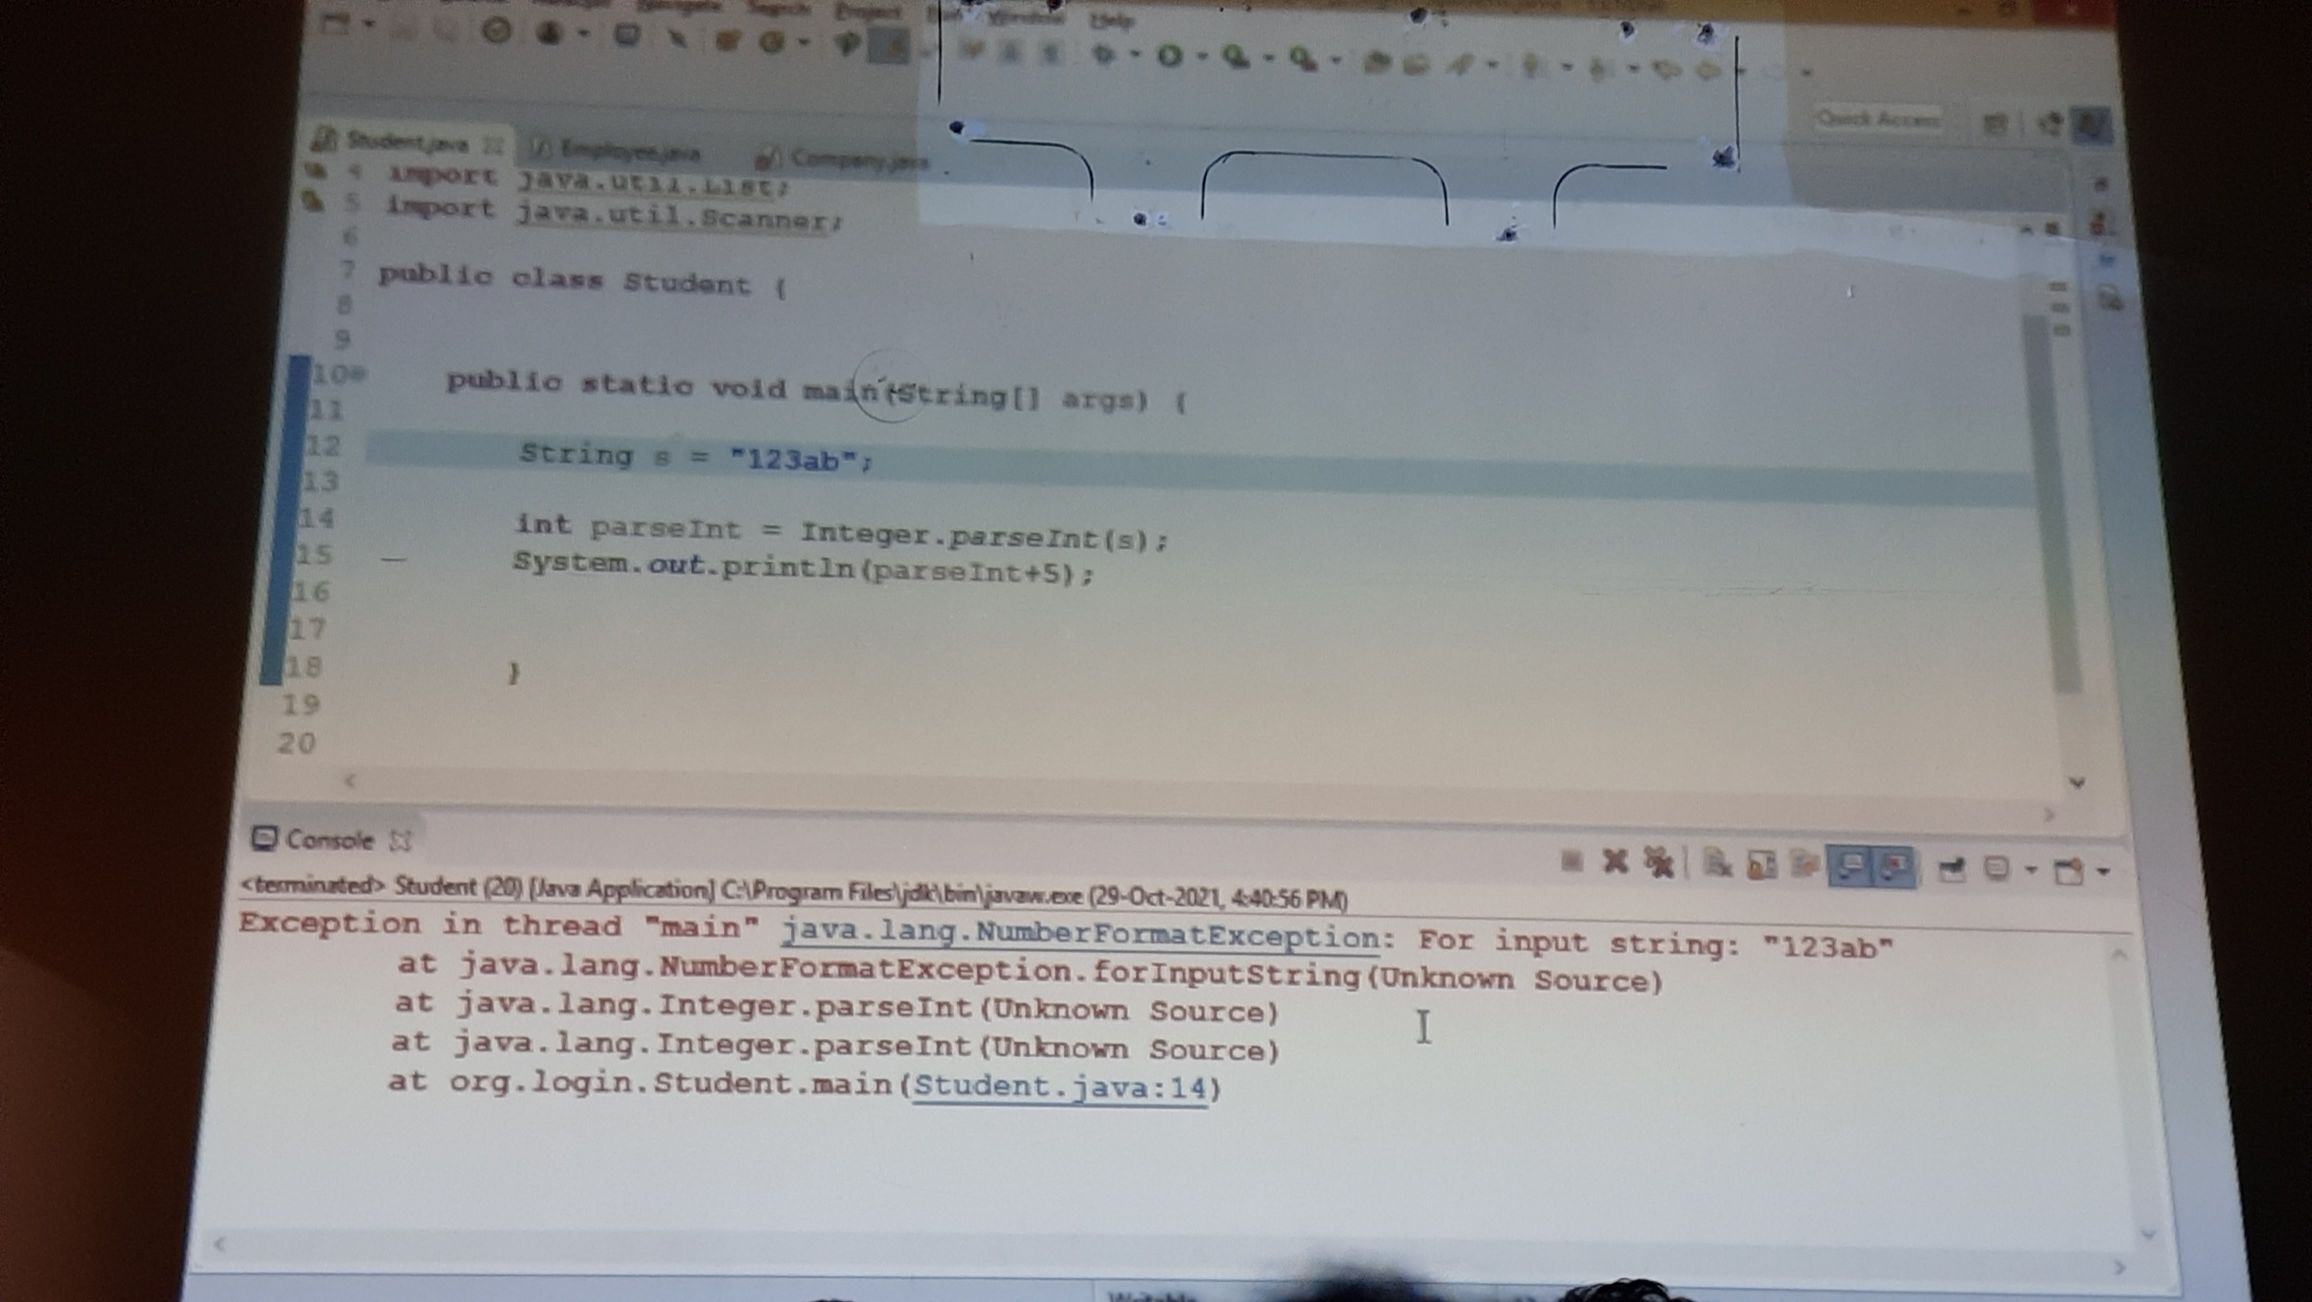 Navigate Search Project Window Help
Quick Access
Student.java Employee.java Company.java
4 import java.util.List;
5 import java.util.Scanner;
6
7 public class Student {
8
9
10 public static void main(String[] args) {
11
12 String s = "123ab";
13
14 int parseInt = Integer.parseInt(s);
15 System.out.println(parseInt+5);
16
17
18 }
19
20
Console
<terminated> Student (20) [Java Application] C:\Program Files\jdk\bin\javaw.exe (29-Oct-2021, 4:40:56 PM)
Exception in thread "main" java.lang.NumberFormatException: For input string: "123ab"
at java.lang.NumberFormatException.forInputString(Unknown Source)
at java.lang.Integer.parseInt(Unknown Source)
at java.lang.Integer.parseInt(Unknown Source)
at org.login.Student.main(Student.java:14)